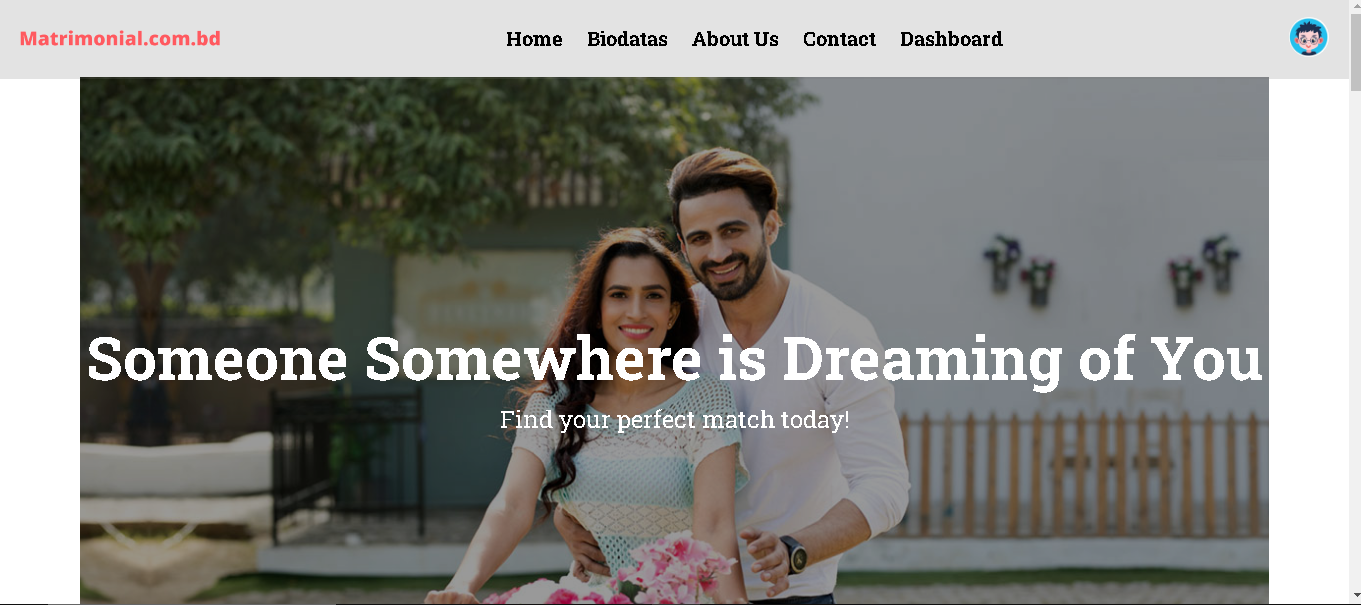 Matrimonial.com.bd
Home Biodatas About Us Contact Dashboard
Someone Somewhere is Dreaming of You
Find your perfect match today!